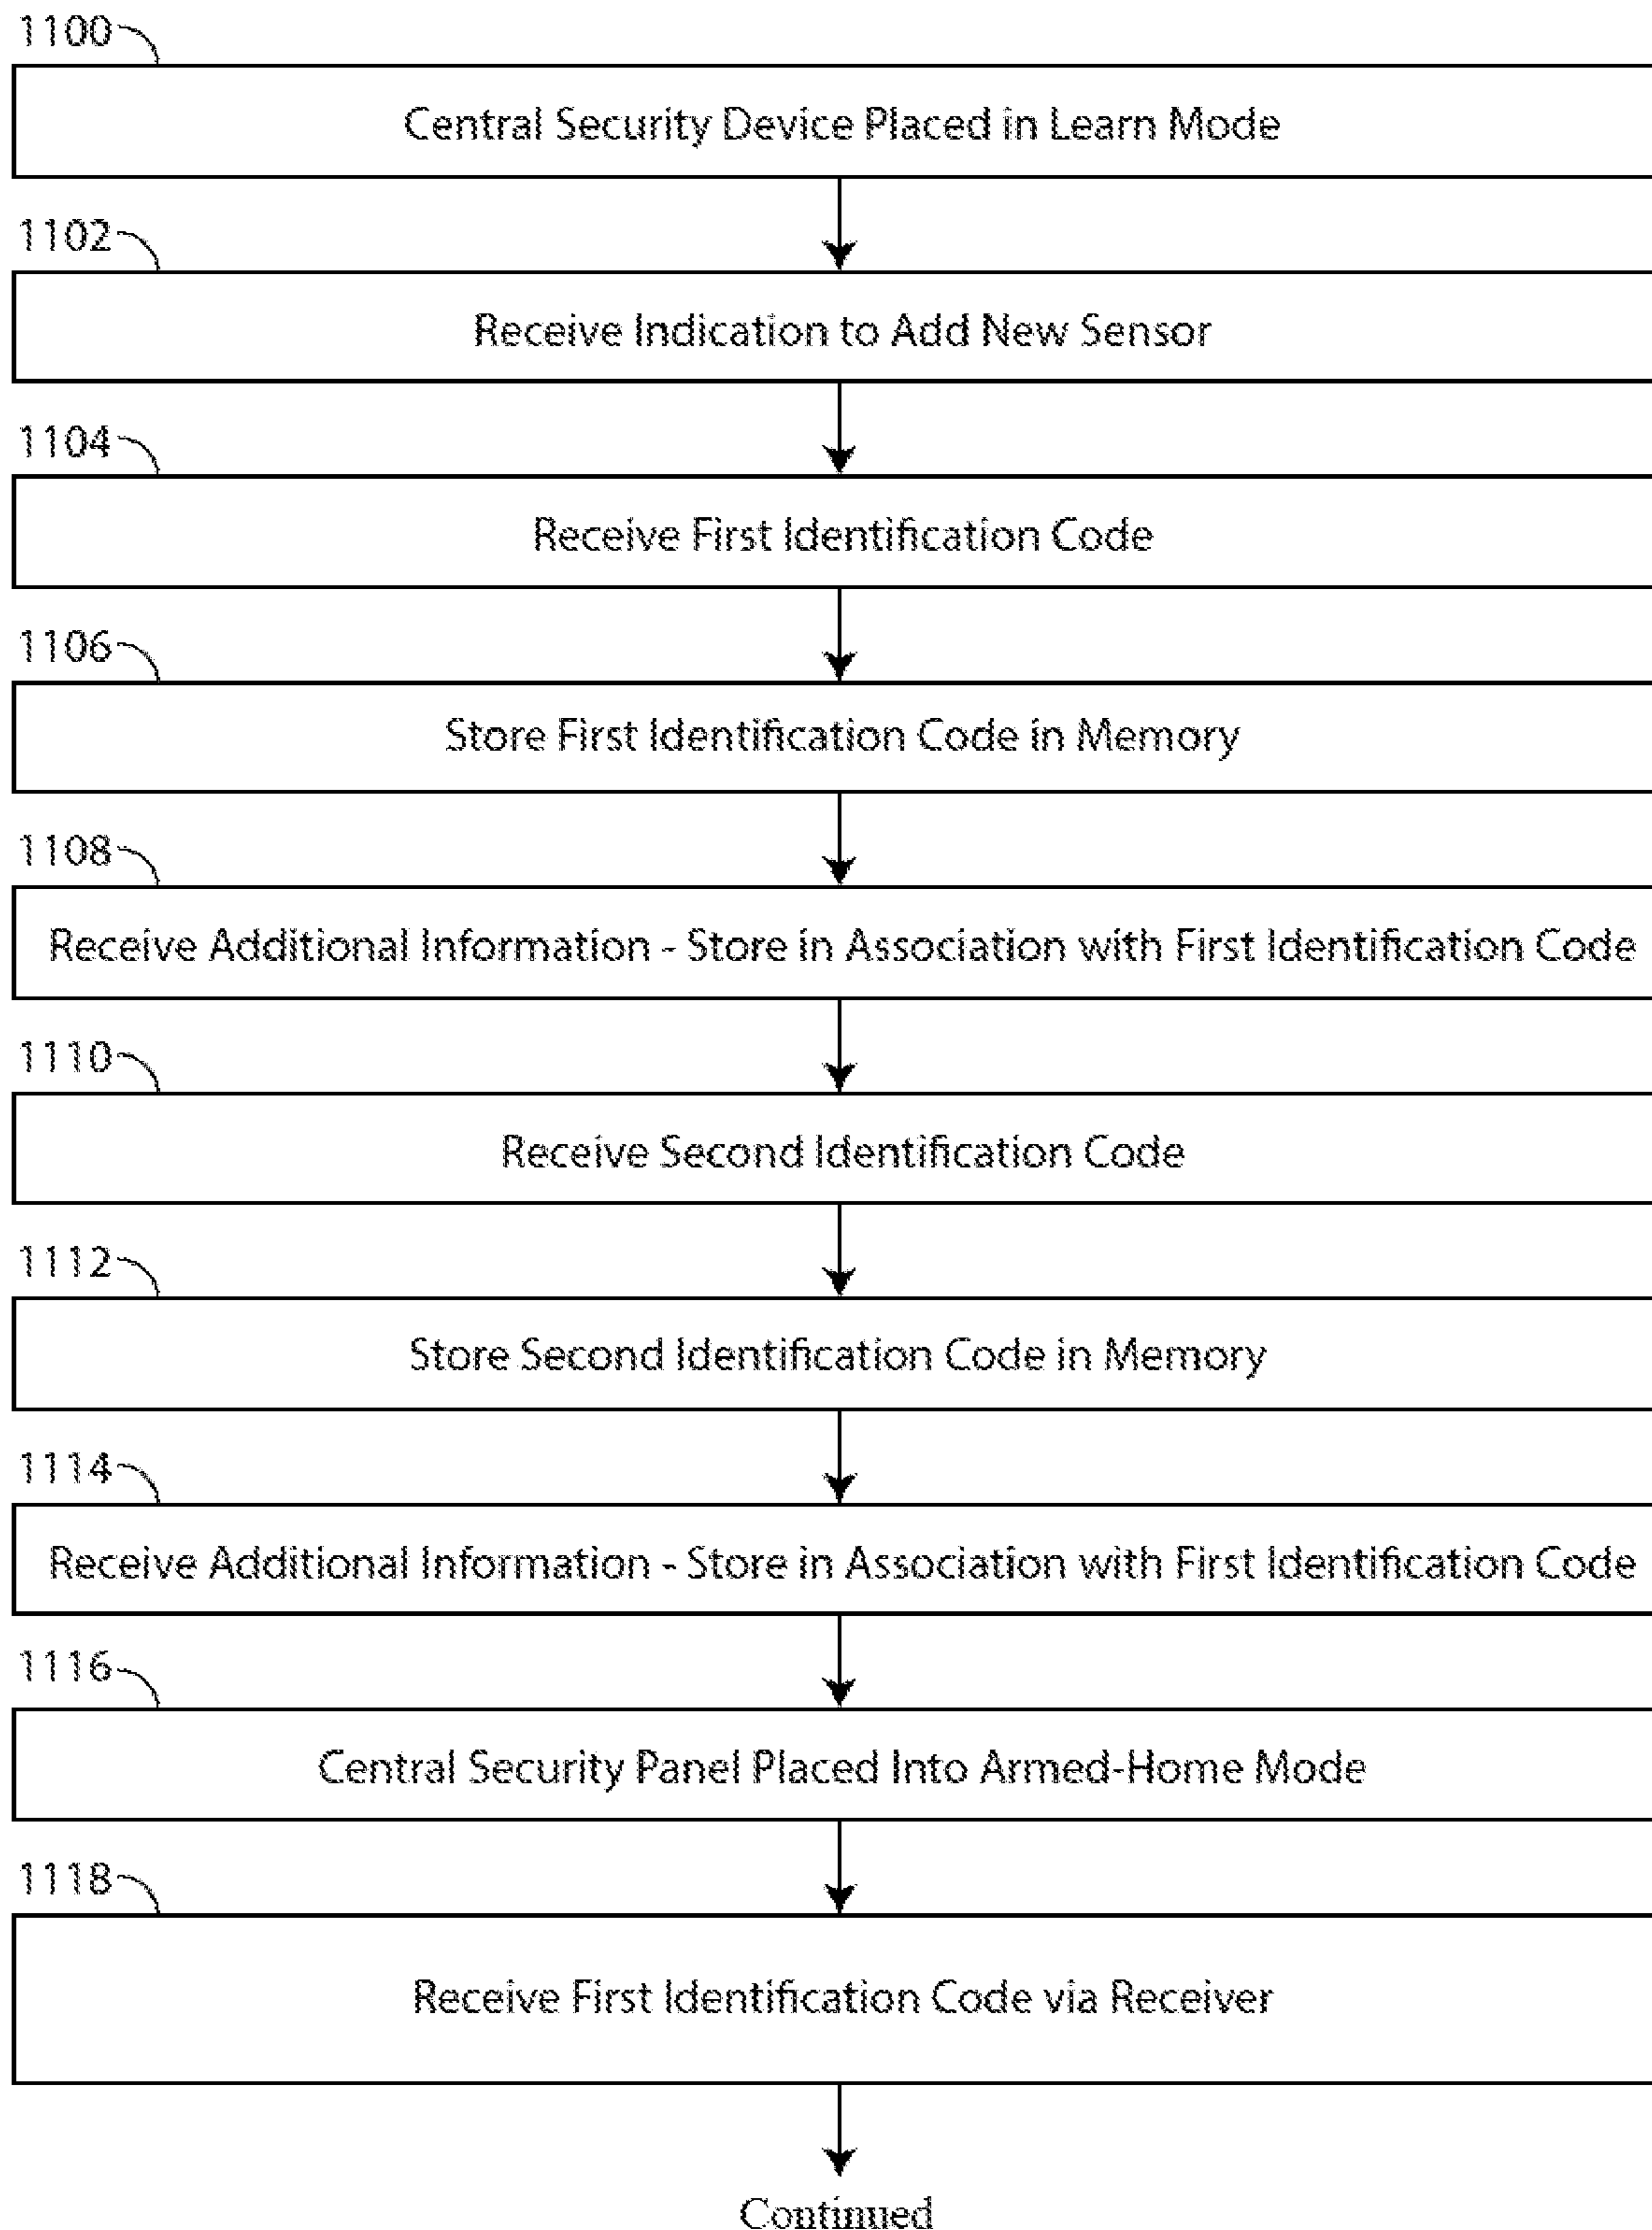 1100
Central Security Device Placed in Learn Mode
1102
Receive Indication to Add New Sensor
1104
Receive First Identification Code
1106
Store First Identification Code in Memory
1108
Receive Additional Information - Store in Association with First Identification Code
1110
Receive Second Identification Code
1112
Store Second Identification Code in Memory
1114
Receive Additional Information - Store in Association with First Identification Code
1116
Central Security Panel Placed Into Armed-Home Mode
1118
Receive First Identification Code via Receiver
Continued